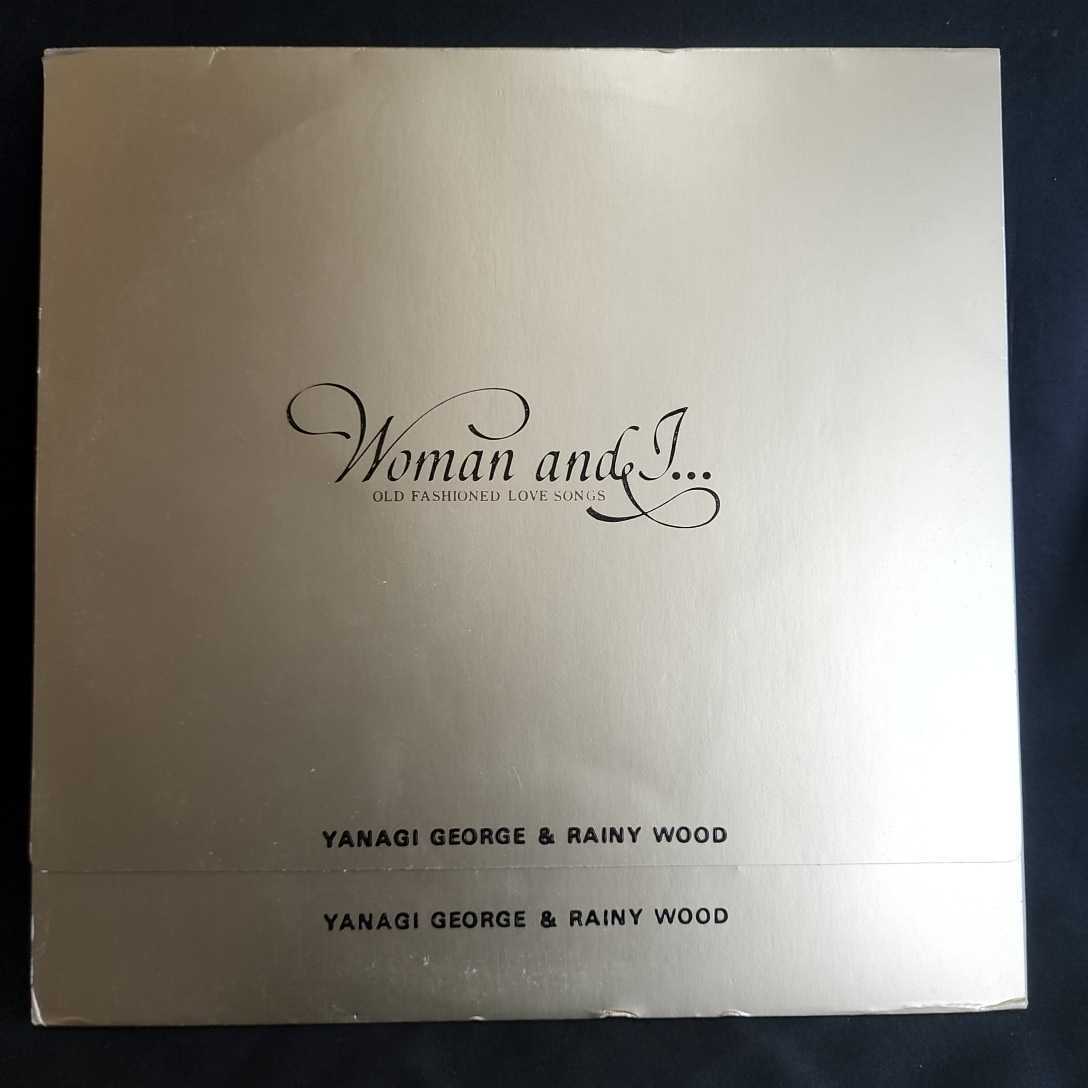 Woman and I...
OLD FASHIONED LOVE SONGS
YANAGI GEORGE & RAINY WOOD
YANAGI GEORGE & RAINY WOOD